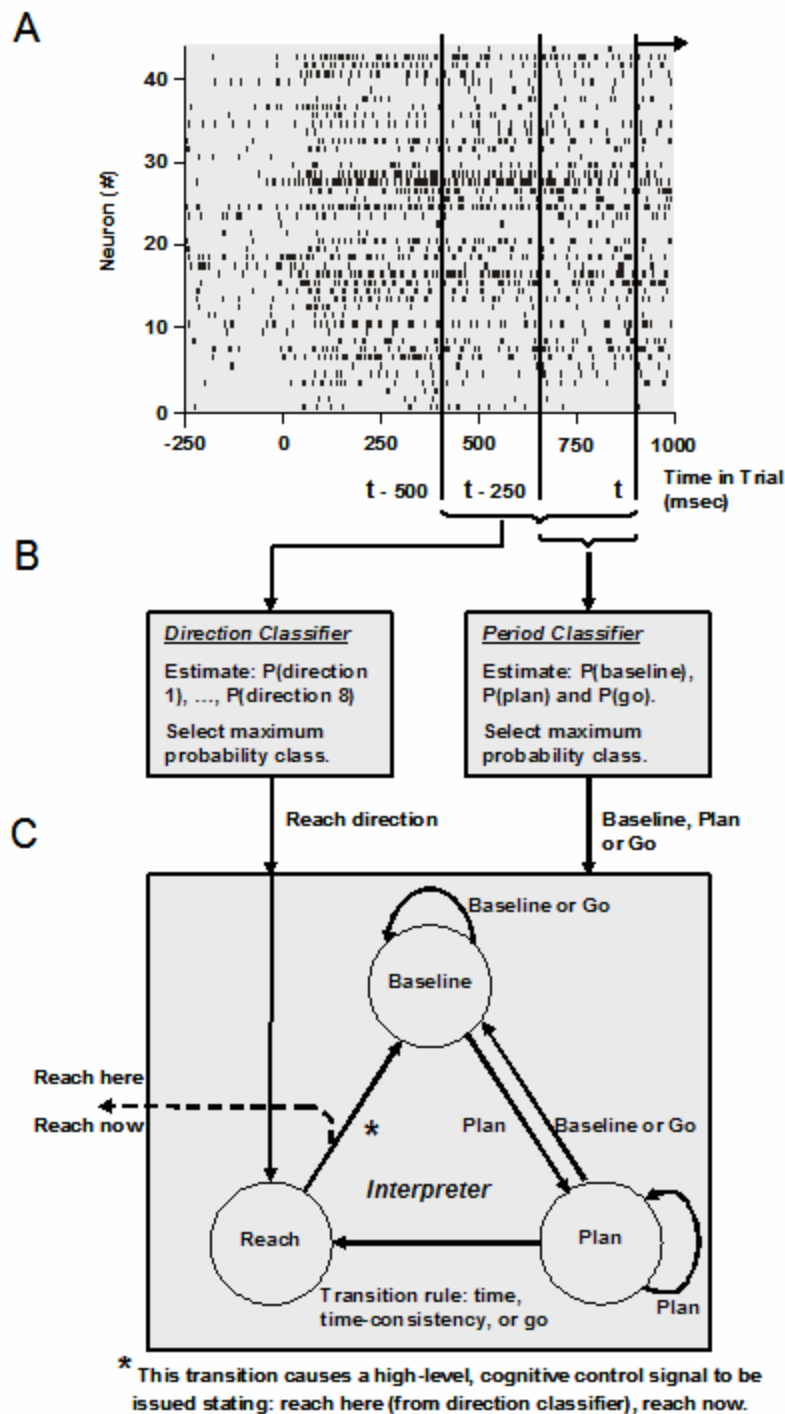 A
40
30
20
10
0
Neuron (#)
-250 0 250 500 750 1000
t - 500 t - 250 t
Time in Trial
(msec)
B
Direction Classifier
Estimate: P(direction
1), ..., P(direction 8)
Select maximum
probability class.
Period Classifier
Estimate: P(baseline),
P(plan) and P(go).
Select maximum
probability class.
Reach direction
Baseline, Plan
or Go
C
Baseline or Go
Baseline
Reach here
Reach now
*
Plan
Baseline or Go
Interpreter
Reach
Plan
Plan
Transition rule: time,
time-consistency, or go
* This transition causes a high-level, cognitive control signal to be
issued stating: reach here (from direction classifier), reach now.